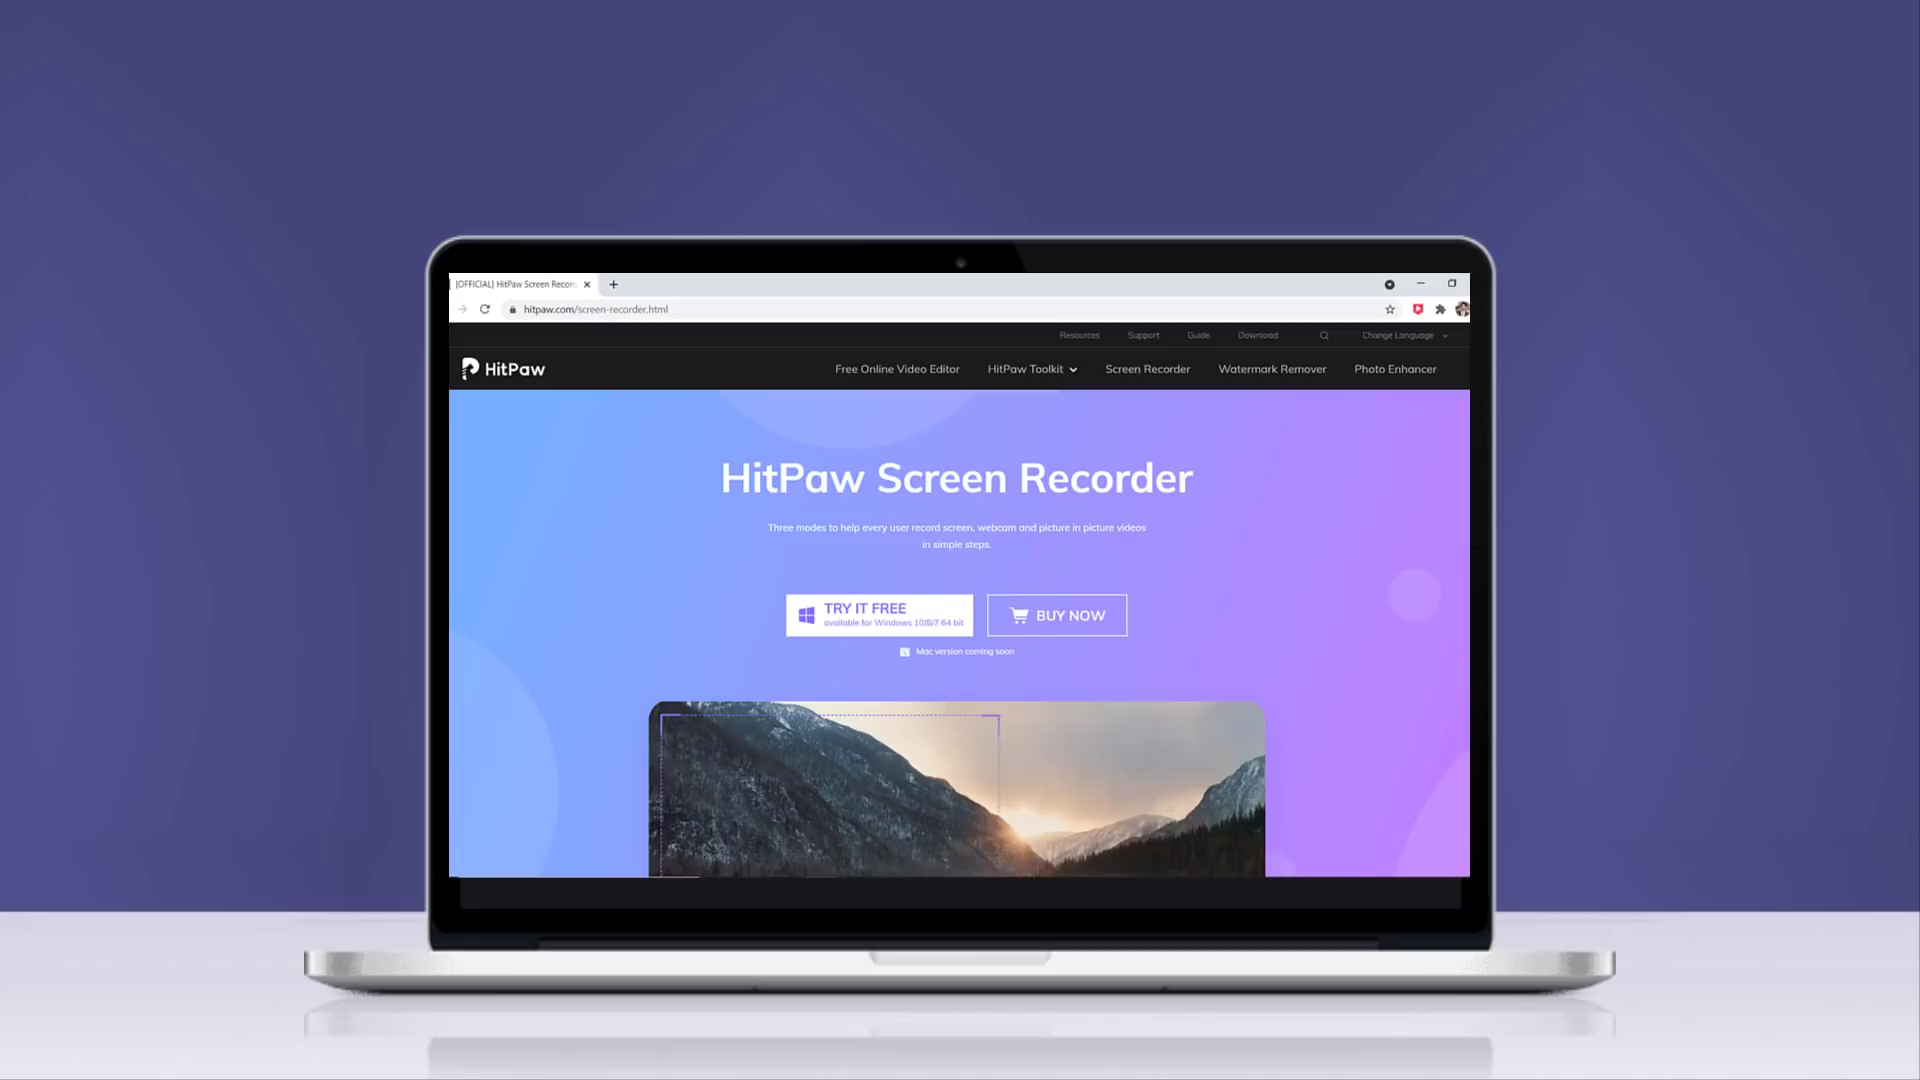 [OFFICIAL] HitPaw Screen Recor
hitpaw.com/screen-recorder.html
Resources Support Guide Download Change Language
HitPaw Free Online Video Editor HitPaw Toolkit Screen Recorder Watermark Remover Photo Enhancer
HitPaw Screen Recorder
Three modes to help every user record screen, webcam and picture in picture videos
in simple steps.
TRY IT FREE
available for Windows 10/8/7 64 bit
BUY NOW
Mac version coming soon